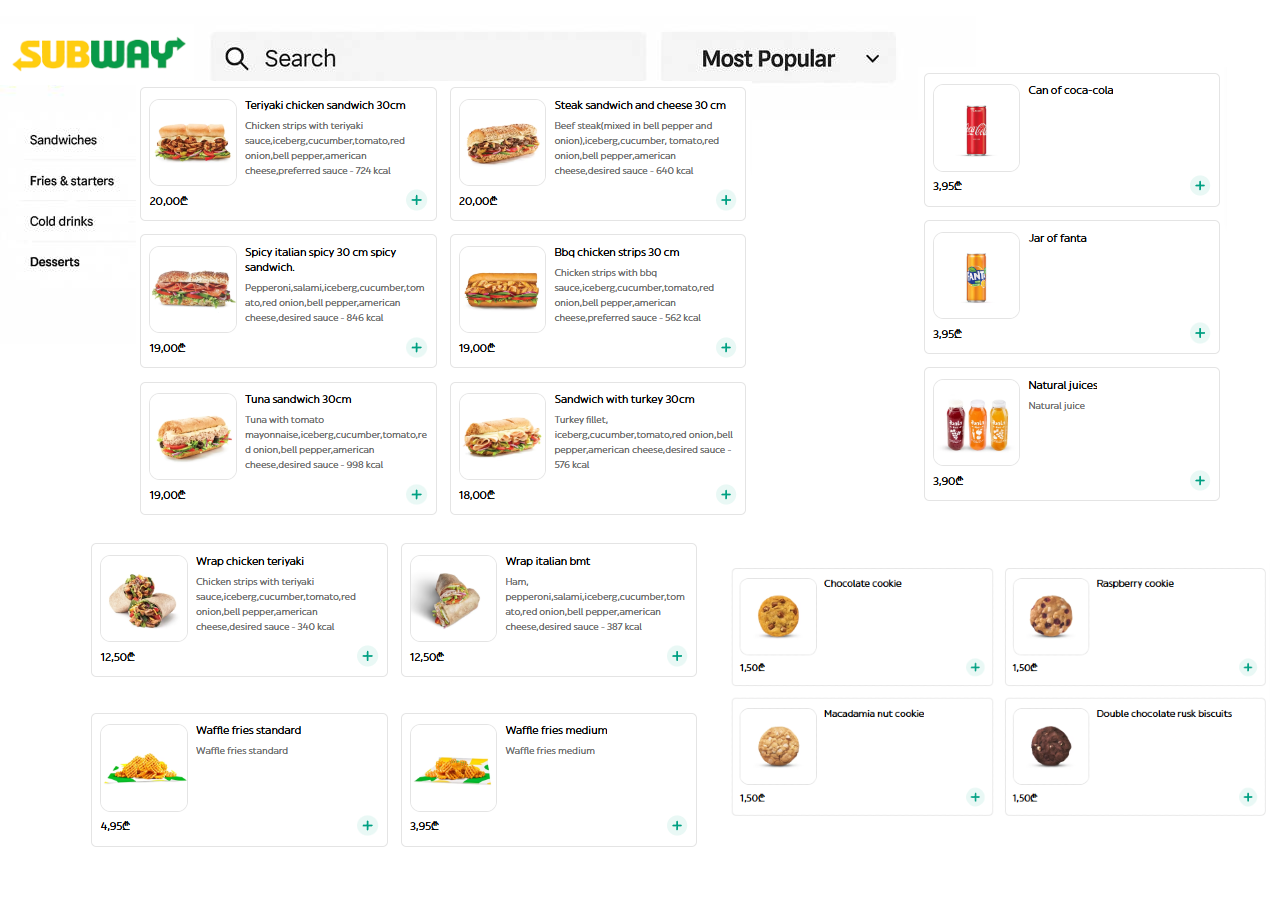 SUBWAY
Search
Most Popular
Sandwiches
Fries & starters
Cold drinks
Desserts
Teriyaki chicken sandwich 30cm
Chicken strips with teriyaki
sauce,iceberg,cucumber,tomato,red
onion,bell pepper,american
cheese,preferred sauce - 724 kcal
20,00₾
+
Steak sandwich and cheese 30 cm
Beef steak(mixed in bell pepper and
onion),iceberg,cucumber, tomato,red
onion,bell pepper,american
cheese,desired sauce - 640 kcal
20,00₾
+
Spicy italian spicy 30 cm spicy
sandwich.
Pepperoni,salami,iceberg,cucumber,tom
ato,red onion,bell pepper,american
cheese,desired sauce - 846 kcal
19,00₾
+
Bbq chicken strips 30 cm
Chicken strips with bbq
sauce,iceberg,cucumber,tomato,red
onion,bell pepper,american
cheese,preferred sauce - 562 kcal
19,00₾
+
Tuna sandwich 30cm
Tuna with tomato
mayonnaise,iceberg,cucumber,tomato,re
d onion,bell pepper,american
cheese,desired sauce - 998 kcal
19,00₾
+
Sandwich with turkey 30cm
Turkey fillet,
iceberg,cucumber,tomato,red onion,bell
pepper,american cheese,desired sauce -
576 kcal
18,00₾
+
Can of coca-cola
Coca-Cola
3,95₾
+
Jar of fanta
FANTA
3,95₾
+
Natural juices
Natural juice
3,90₾
+
Wrap chicken teriyaki
Chicken strips with teriyaki
sauce,iceberg,cucumber,tomato,red
onion,bell pepper,american
cheese,desired sauce - 340 kcal
12,50₾
+
Wrap italian bmt
Ham,
pepperoni,salami,iceberg,cucumber,tom
ato,red onion,bell pepper,american
cheese,desired sauce - 387 kcal
12,50₾
+
Waffle fries standard
Waffle fries standard
4,95₾
+
Waffle fries medium
Waffle fries medium
3,95₾
+
Chocolate cookie
1,50₾
+
Raspberry cookie
1,50₾
+
Macadamia nut cookie
1,50₾
+
Double chocolate rusk biscuits
1,50₾
+